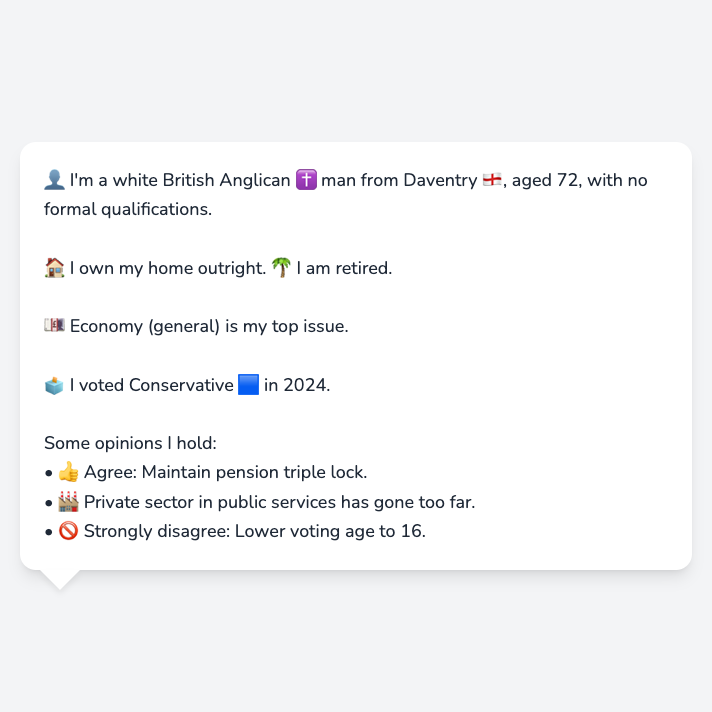 👤 I'm a white British Anglican ✝️ man from Daventry 🏴󠁧󠁢󠁥󠁮󠁧󠁿, aged 72, with no
formal qualifications.
🏠 I own my home outright. 🌴 I am retired.
💷 Economy (general) is my top issue.
🗳️ I voted Conservative 🟦 in 2024.
Some opinions I hold:
• 👍 Agree: Maintain pension triple lock.
• 🏭 Private sector in public services has gone too far.
• 🚫 Strongly disagree: Lower voting age to 16.